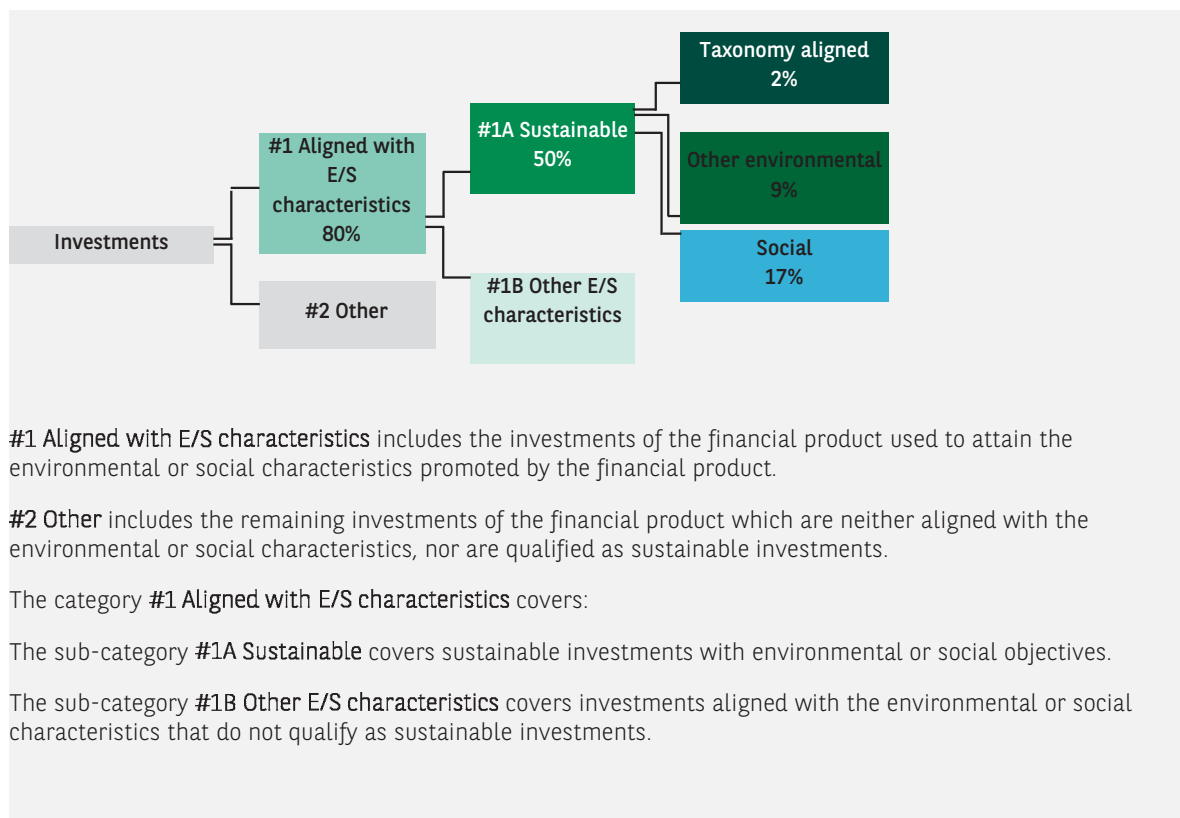 Taxonomy aligned
2%
#1A Sustainable
50%
#1 Aligned with
E/S
characteristics
80%
Other environmental
9%
Investments
Social
17%
#2 Other
#1B Other E/S
characteristics
#1 Aligned with E/S characteristics includes the investments of the financial product used to attain the
environmental or social characteristics promoted by the financial product.
#2 Other includes the remaining investments of the financial product which are neither aligned with the
environmental or social characteristics, nor are qualified as sustainable investments.
The category #1 Aligned with E/S characteristics covers:
The sub-category #1A Sustainable covers sustainable investments with environmental or social objectives.
The sub-category #1B Other E/S characteristics covers investments aligned with the environmental or social
characteristics that do not qualify as sustainable investments.